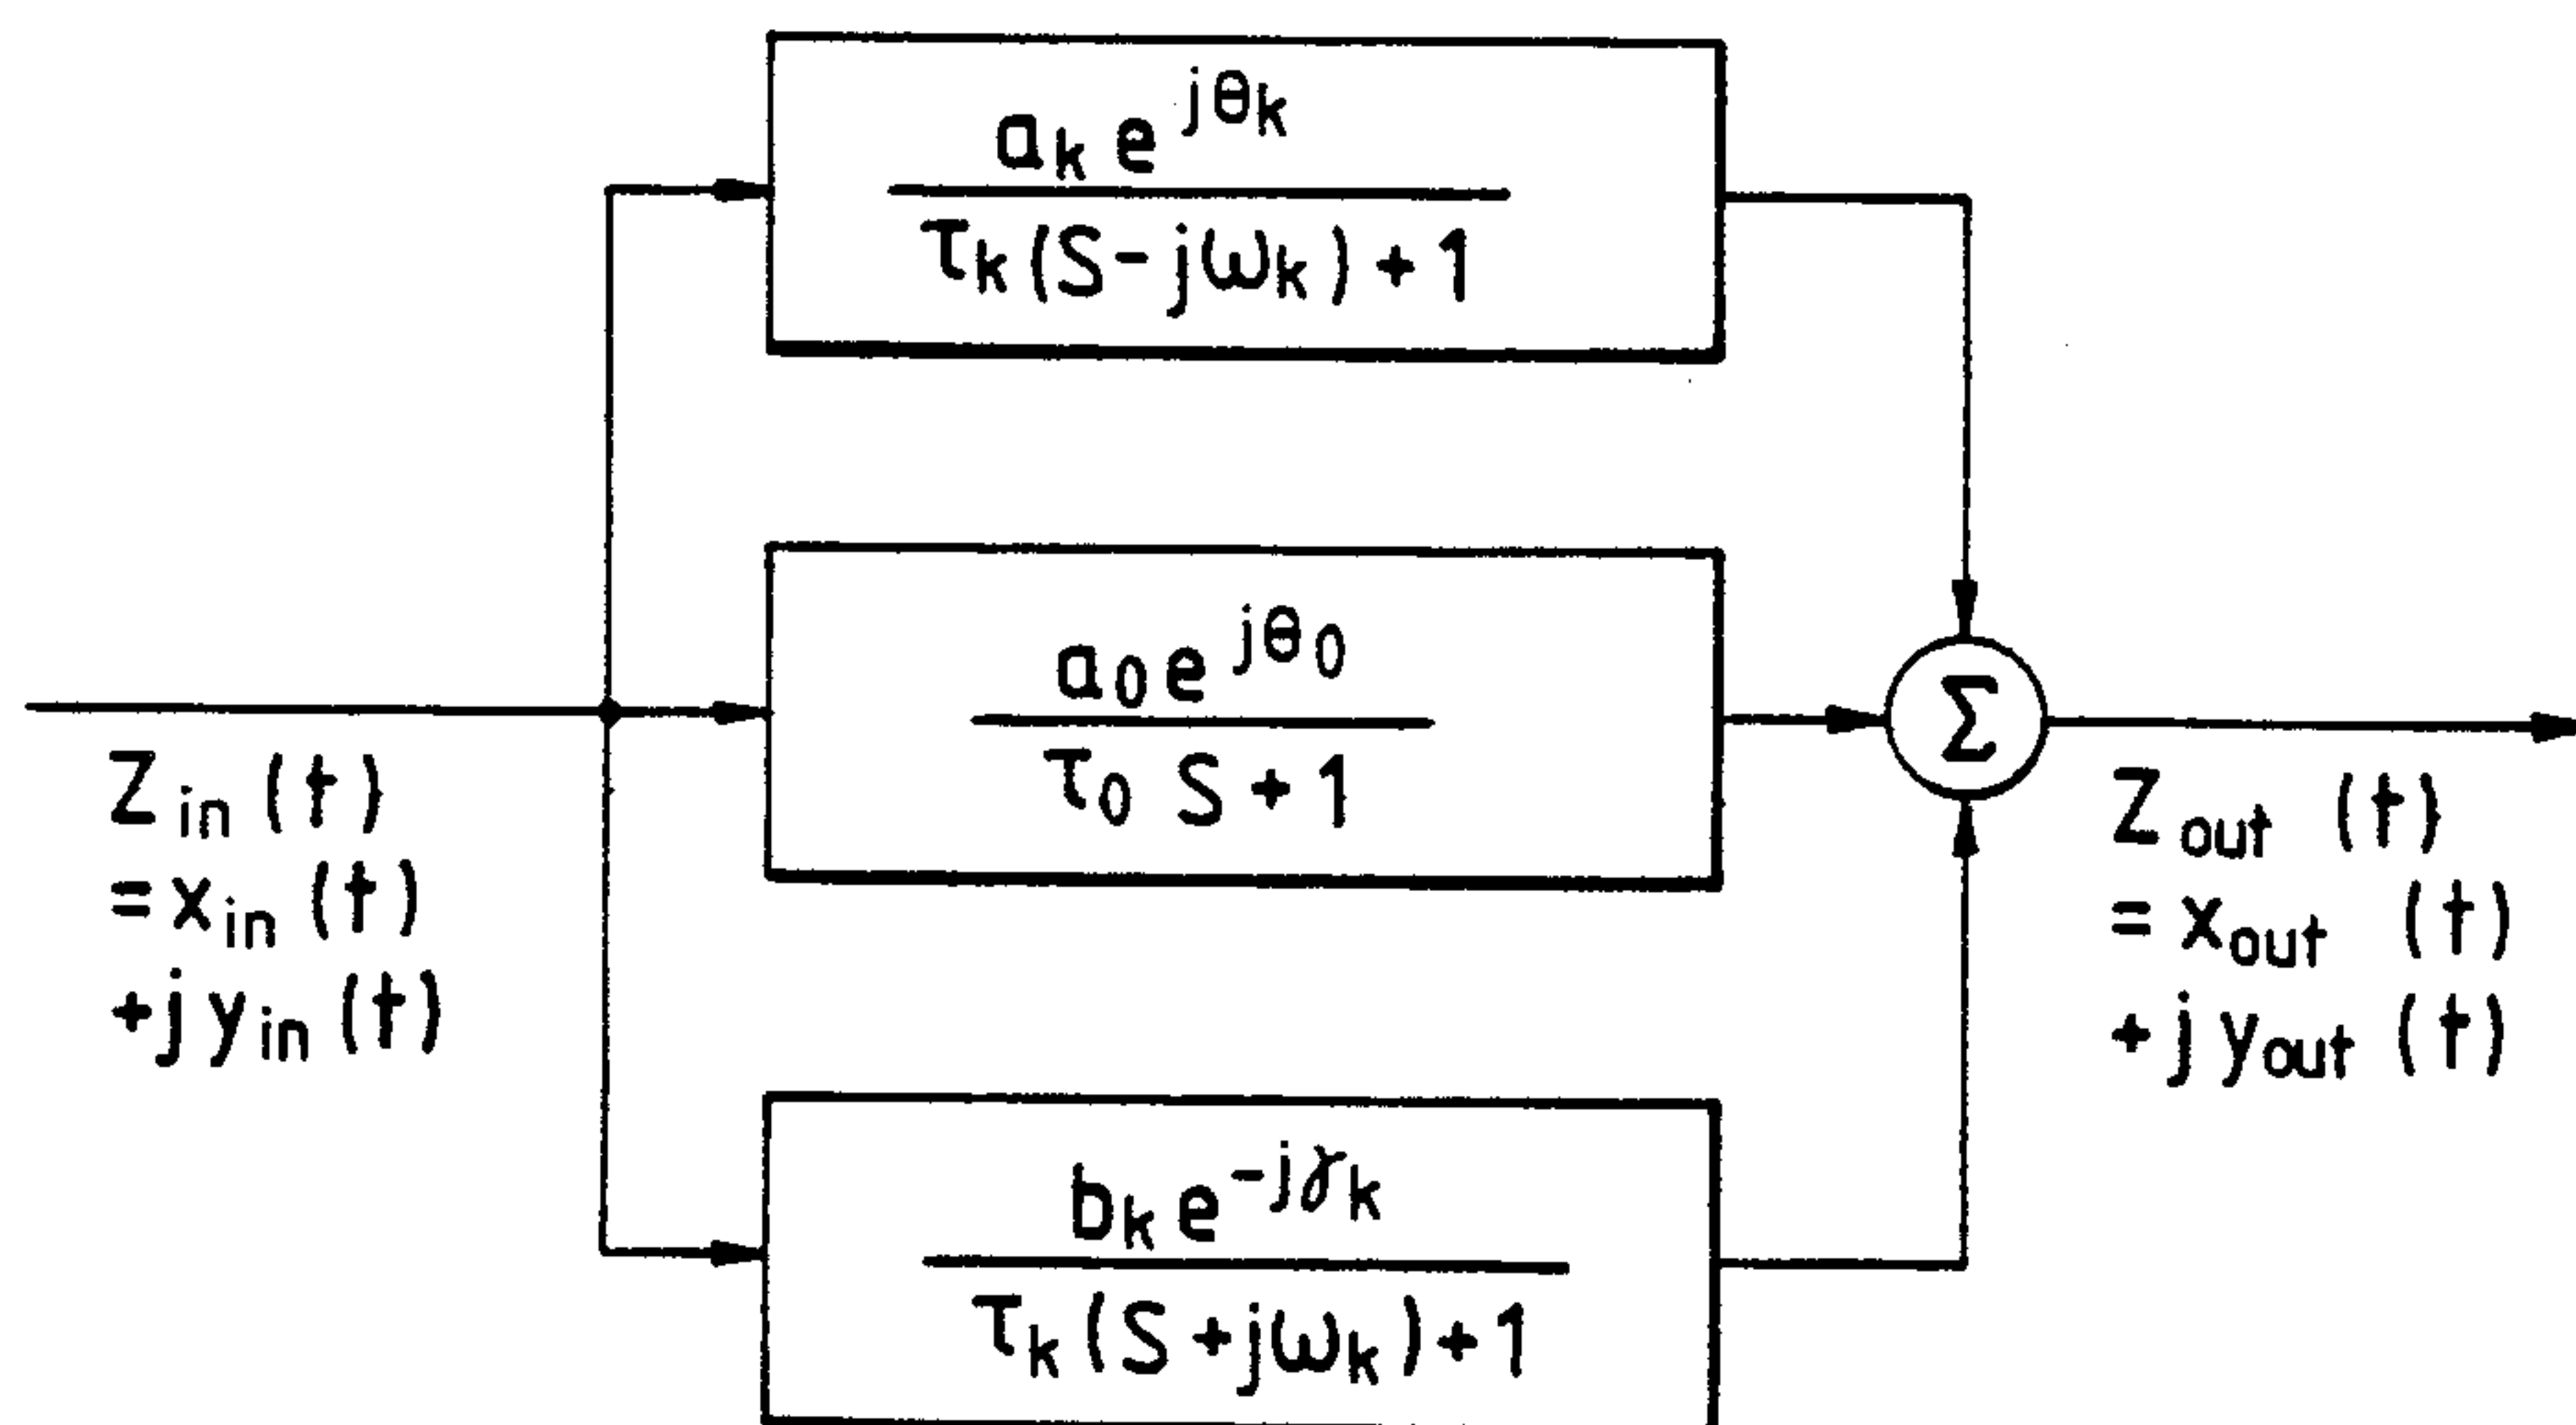 a_k e^{jθ_k}
τ_k(S-jω_k)+1
a_0 e^{jθ_0}
τ_0 S+1
Σ
Z_in (t)
= x_in (t)
+j y_in (t)
Z_out (t)
= x_out (t)
+j y_out (t)
b_k e^{-jγ_k}
τ_k(S+jω_k)+1